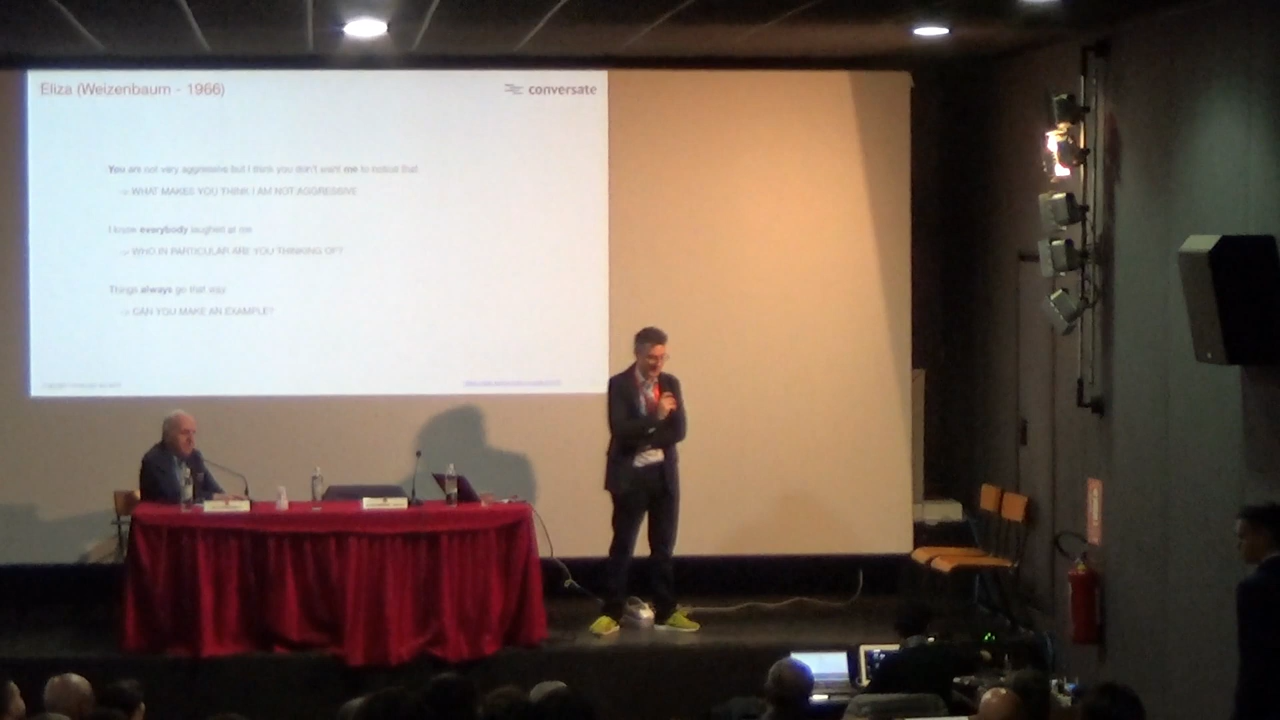 Eliza (Weizenbaum - 1966)
conversate
You are not very aggressive but I think you don't want me to notice that
-> WHAT MAKES YOU THINK I AM NOT AGGRESSIVE
I know everybody laughed at me
-> WHO IN PARTICULAR ARE YOU THINKING OF?
Things always go that way
-> CAN YOU MAKE AN EXAMPLE?